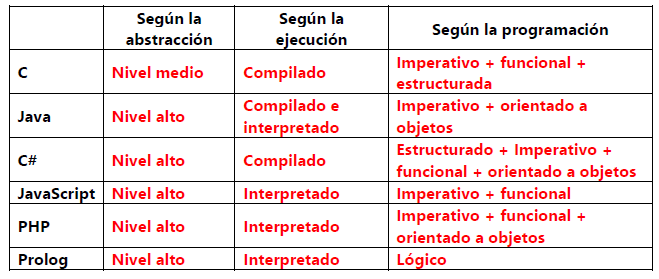 Según la abstracción
Según la ejecución
Según la programación
C
Nivel medio
Compilado
Imperativo + funcional +
estructurada
Java
Nivel alto
Compilado e
interpretado
Imperativo + orientado a
objetos
C#
Nivel alto
Compilado
Estructurado + Imperativo +
funcional + orientado a objetos
JavaScript
Nivel alto
Interpretado
Imperativo + funcional
PHP
Nivel alto
Interpretado
Imperativo + funcional +
orientado a objetos
Prolog
Nivel alto
Interpretado
Lógico